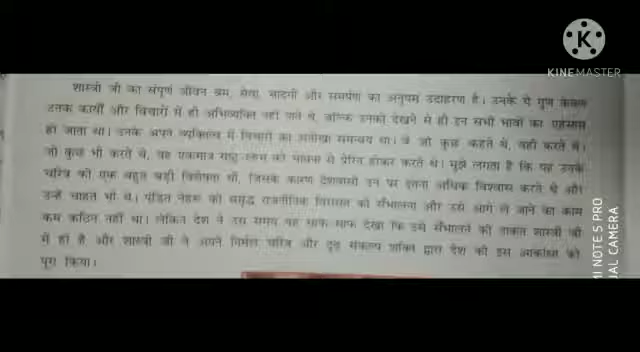 KINEMASTER
शास्त्री जी का संपूर्ण जीवन श्रम, सेवा, सादगी और समर्पण का अनुपम उदाहरण है। उनके ये गुण केवल
उनके कार्यों और विचारों में ही अभिव्यक्ति नहीं पाते थे, बल्कि उनको देखने से ही इन सभी भावों का एहसास
हो जाता था। उनके अपने व्यक्तित्व में विचारों का अनोखा समन्वय था। वे जो कुछ कहते थे, वही करते थे।
जो कुछ भी करते थे, वह एकमात्र राष्ट्र-लाभ की भावना से प्रेरित होकर करते थे। मुझे लगता है कि यह उनके
चरित्र की एक बहुत बड़ी विशेषता थी, जिसके कारण देशवासी उन पर इतना अधिक विश्वास करते थे और
उन्हें चाहते भी थे। पंडित नेहरू की समृद्ध राजनीतिक विरासत को सँभालना और उसे आगे ले जाने का काम
कम कठिन नहीं था। लेकिन देश ने उस समय यह साफ-साफ देखा कि उसे सँभालने की ताकत शास्त्री जी
में ही है, और शास्त्री जी ने अपने निर्मल चरित्र और दृढ़ संकल्प शक्ति द्वारा देश की इस आकांक्षा को
पूरा किया।
MI NOTE 5 PRO
DUAL CAMERA